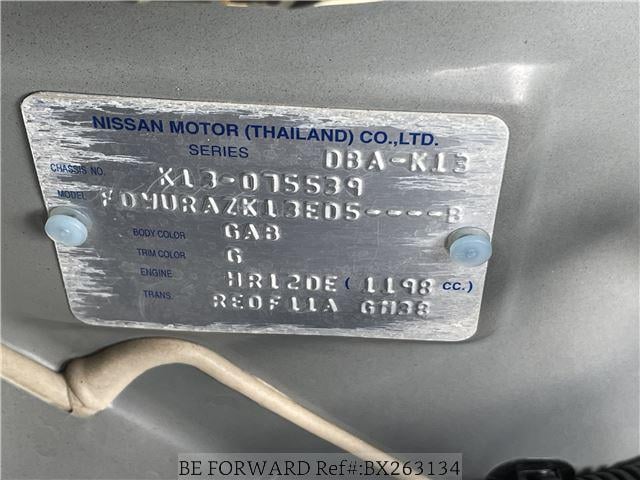 NISSAN MOTOR (THAILAND) CO.,LTD.
SERIES DBA-K13
CHASSIS NO. K13-075539
MODEL FDYURAZK13ED5----B
BODY COLOR GAB
TRIM COLOR G
ENGINE HR12DE ( 1198 CC.)
TRANS. RE0F11A GM38
BE FORWARD Ref#:BX263134